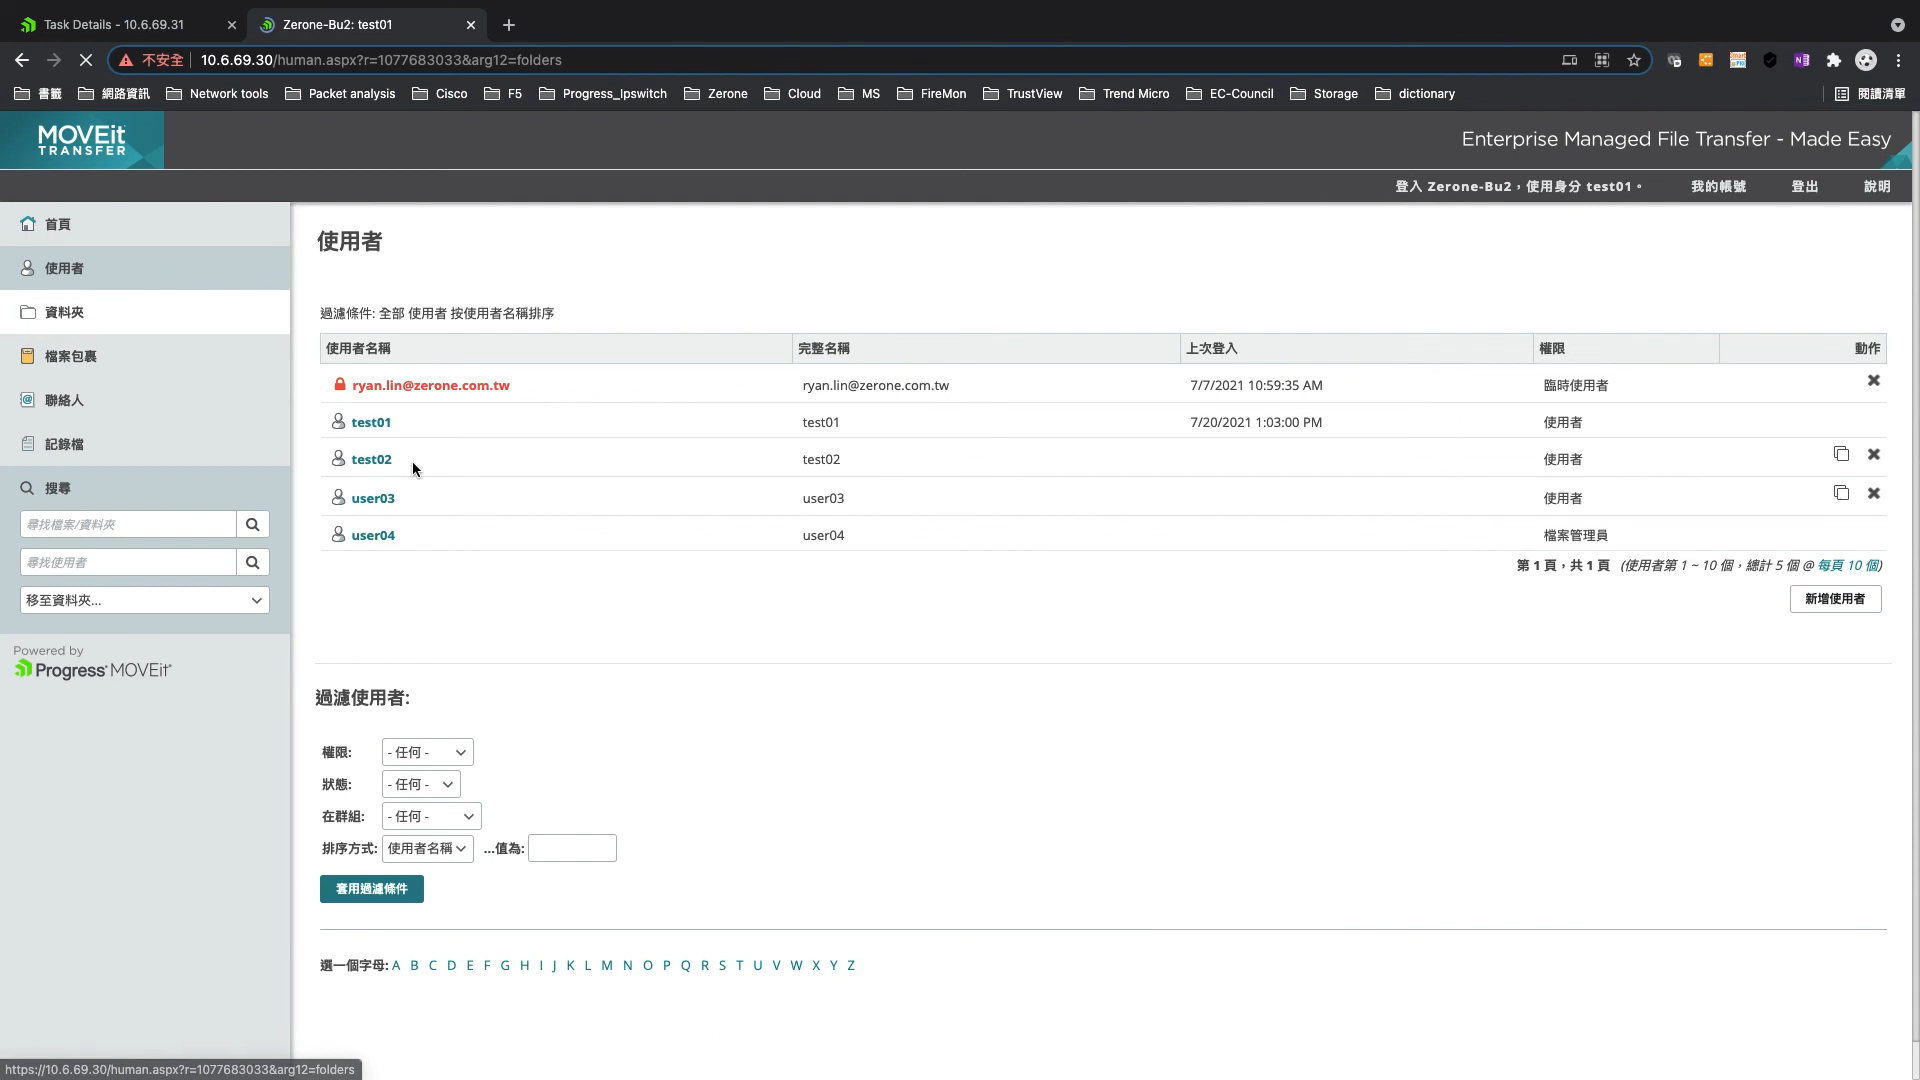 Task Details - 10.6.69.31
Zerone-Bu2: test01
不安全 10.6.69.30/human.aspx?r=1077683033&arg12=folders
書籤 網路資訊 Network tools Packet analysis Cisco F5 Progress_Ipswitch Zerone Cloud MS FireMon TrustView Trend Micro EC-Council Storage dictionary 閱讀清單
MOVEit
TRANSFER
Enterprise Managed File Transfer - Made Easy
登入 Zerone-Bu2，使用身分 test01。 我的帳號 登出 說明
首頁
使用者
資料夾
檔案包裹
聯絡人
記錄檔
搜尋
尋找檔案/資料夾
尋找使用者
移至資料夾...
Powered by
Progress MOVEit
使用者
過濾條件: 全部 使用者 按使用者名稱排序
使用者名稱 完整名稱 上次登入 權限 動作
ryan.lin@zerone.com.tw ryan.lin@zerone.com.tw 7/7/2021 10:59:35 AM 臨時使用者
test01 test01 7/20/2021 1:03:00 PM 使用者
test02 test02 使用者
user03 user03 使用者
user04 user04 檔案管理員
第 1 頁，共 1 頁 (使用者第 1 ~ 10 個，總計 5 個 @ 每頁 10 個)
新增使用者
過濾使用者:
權限: - 任何 -
狀態: - 任何 -
在群組: - 任何 -
排序方式: 使用者名稱 ...值為:
套用過濾條件
選一個字母: A B C D E F G H I J K L M N O P Q R S T U V W X Y Z
https://10.6.69.30/human.aspx?r=1077683033&arg12=folders